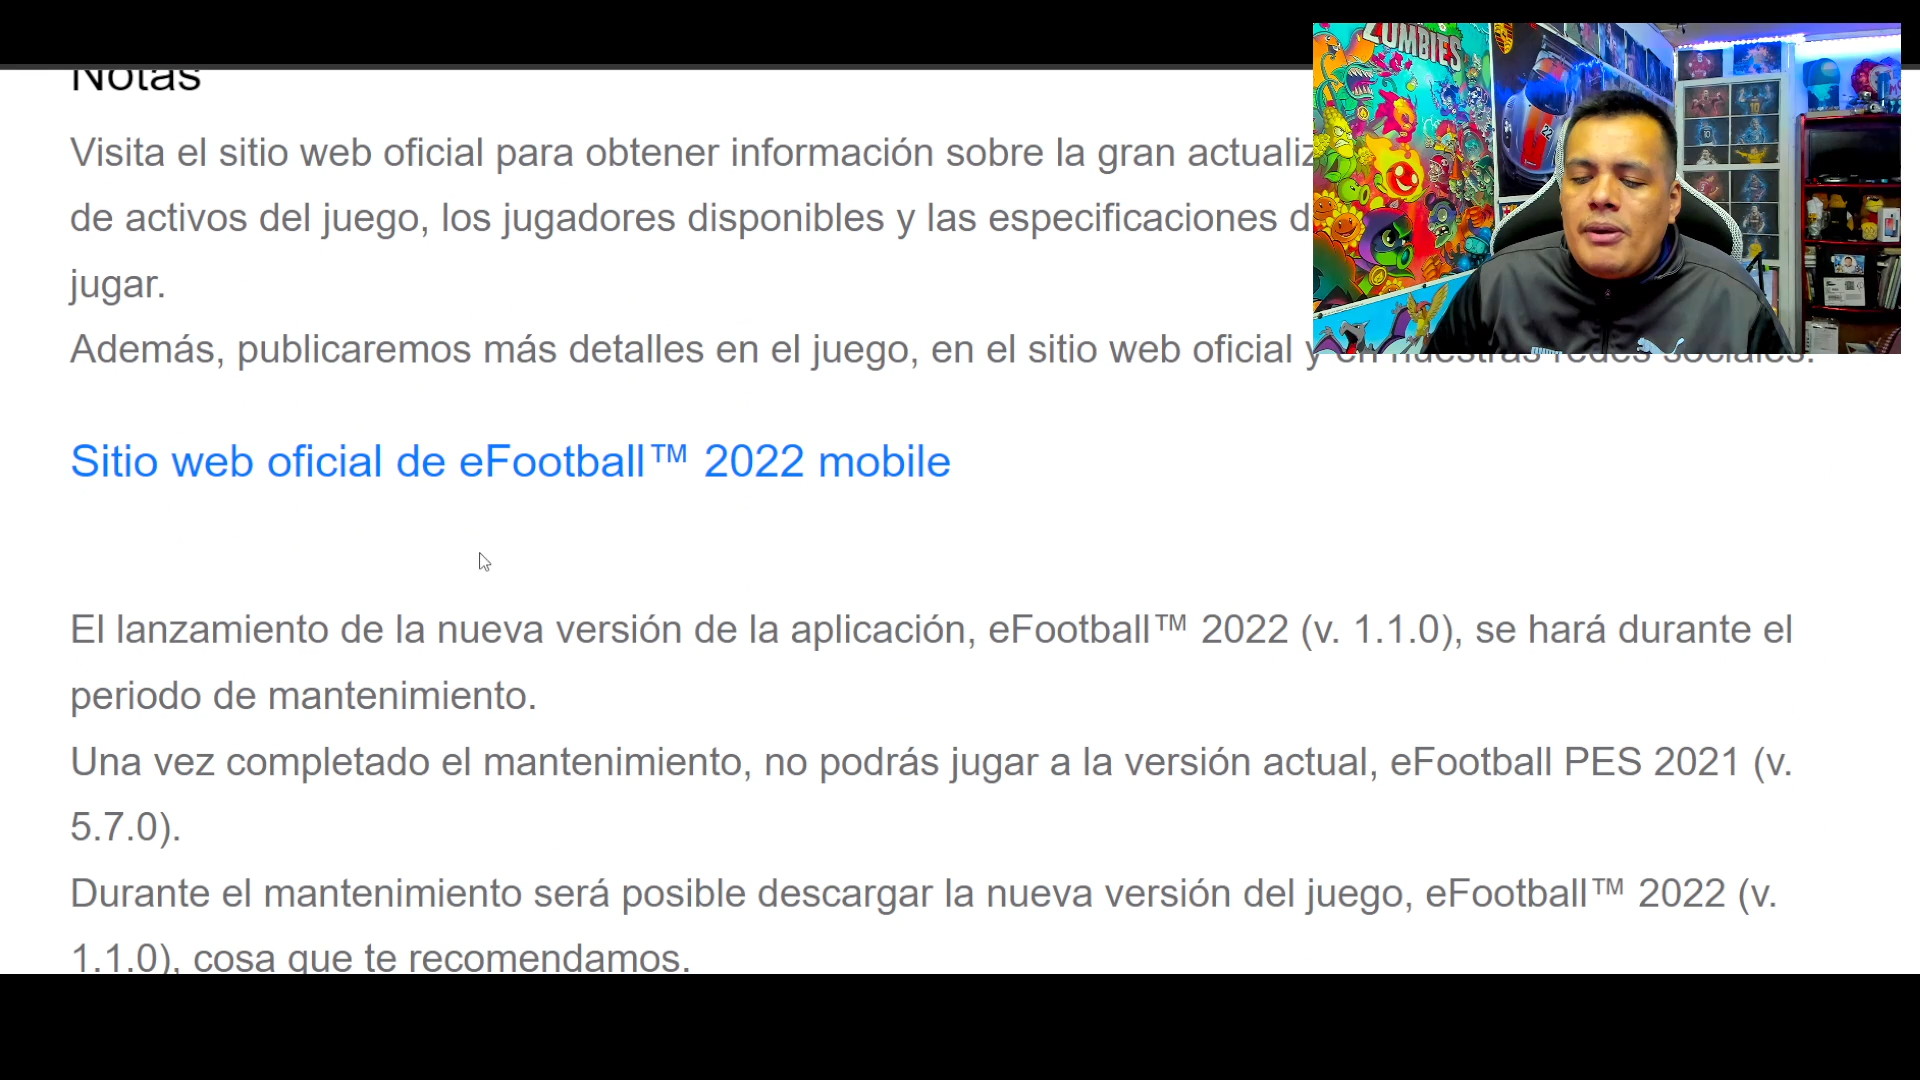 Notas
Visita el sitio web oficial para obtener información sobre la gran actualiz
de activos del juego, los jugadores disponibles y las especificaciones d
jugar.
Además, publicaremos más detalles en el juego, en el sitio web oficial y en nuestras redes sociales.
Sitio web oficial de eFootball™ 2022 mobile
El lanzamiento de la nueva versión de la aplicación, eFootball™ 2022 (v. 1.1.0), se hará durante el
periodo de mantenimiento.
Una vez completado el mantenimiento, no podrás jugar a la versión actual, eFootball PES 2021 (v.
5.7.0).
Durante el mantenimiento será posible descargar la nueva versión del juego, eFootball™ 2022 (v.
1.1.0), cosa que te recomendamos.
ZOMBIES